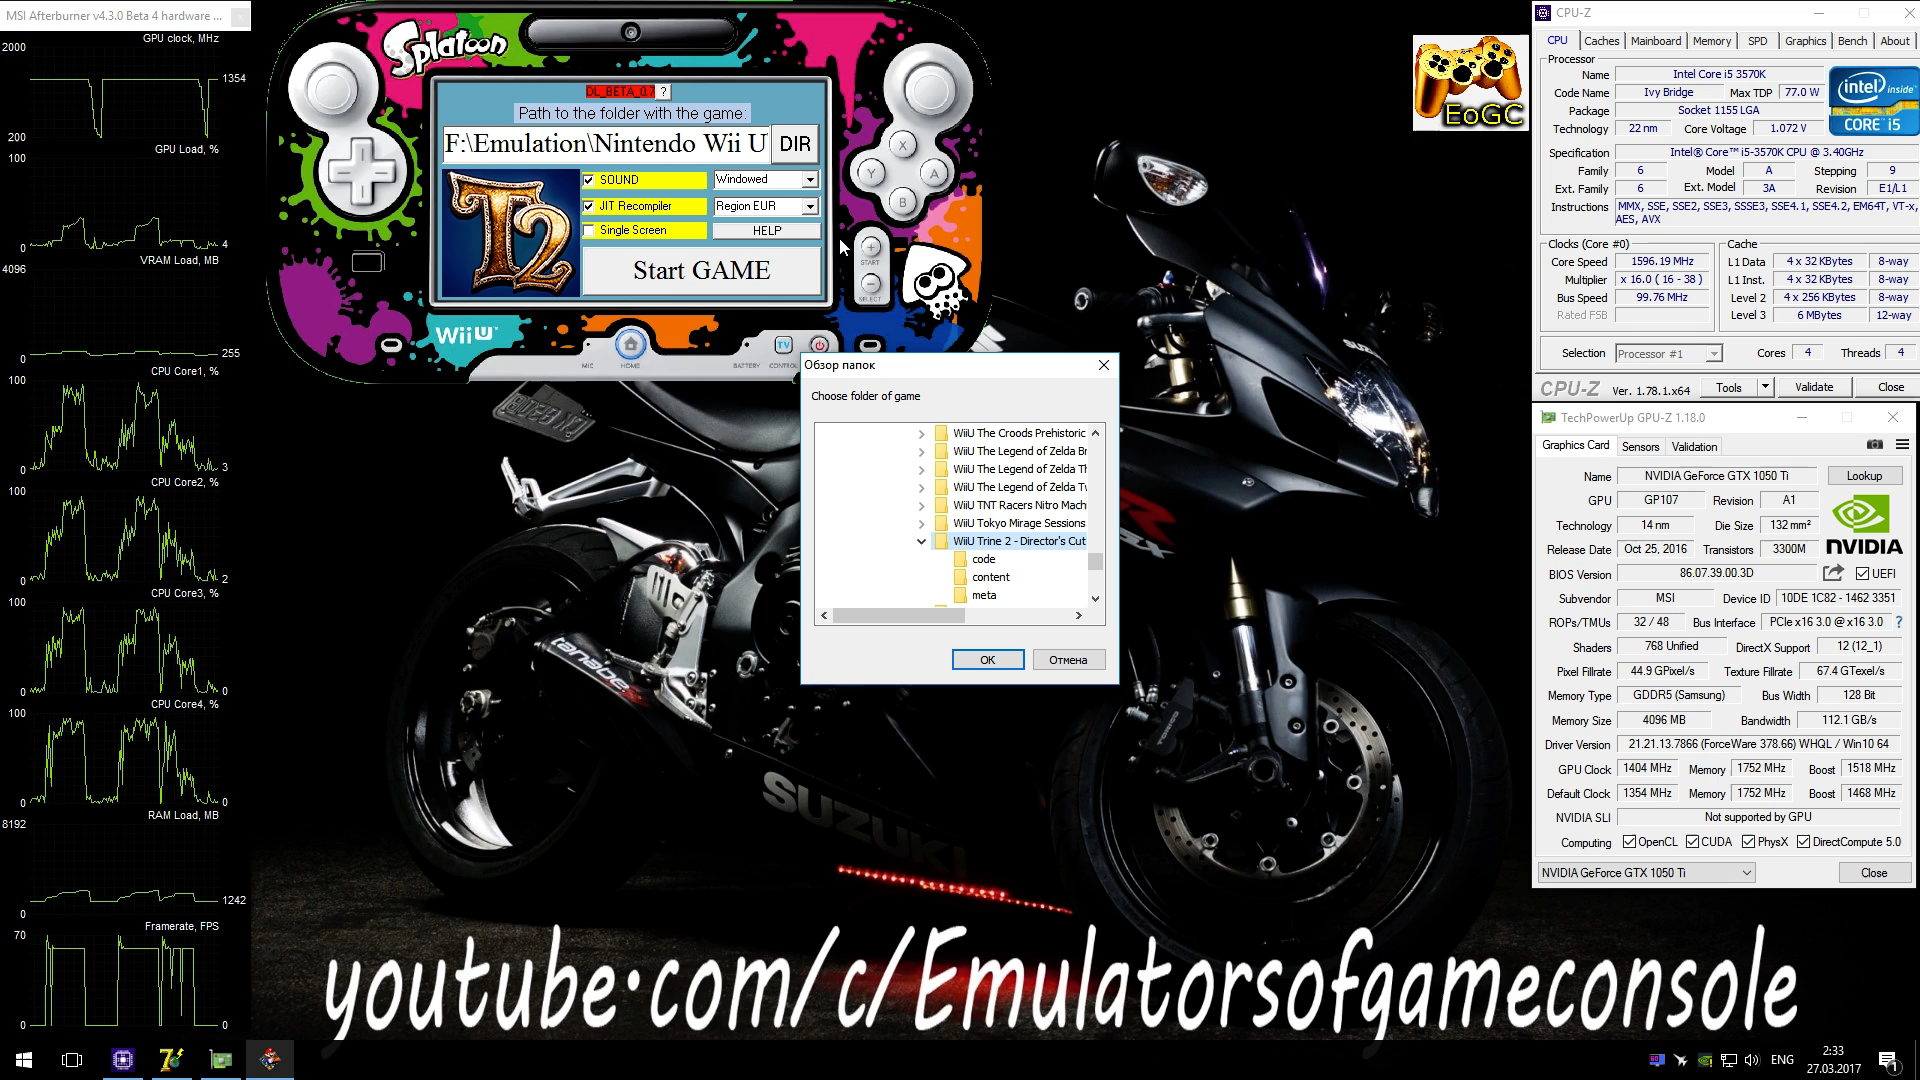 MSI Afterburner v4.3.0 Beta 4 hardware ...
GPU clock, MHz
2000
1354
200
GPU Load, %
100
4
0
VRAM Load, MB
4096
255
0
CPU Core1, %
100
3
0
CPU Core2, %
100
2
0
CPU Core3, %
100
0
0
CPU Core4, %
100
0
0
RAM Load, MB
8192
1242
0
Framerate, FPS
70
0
0
Splatoon
DL_BETA_0.7 ?
Path to the folder with the game:
F:\Emulation\Nintendo Wii U
DIR
T2
SOUND
Windowed
JIT Recompiler
Region EUR
Single Screen
HELP
Start GAME
X
Y
A
B
START
SELECT
Wii U
TV
MIC
HOME
BATTERY
CONTROL
Обзор папок
Choose folder of game
WiiU The Croods Prehistoric
WiiU The Legend of Zelda Br
WiiU The Legend of Zelda Th
WiiU The Legend of Zelda Tv
WiiU TNT Racers Nitro Mach
WiiU Tokyo Mirage Sessions
WiiU Trine 2 - Director's Cut
code
content
meta
OK
Отмена
EoGC
SUZUKI
youtube.com/c/Emulatorsofgameconsole
CPU-Z
CPU Caches Mainboard Memory SPD Graphics Bench About
Processor
Name Intel Core i5 3570K
Code Name Ivy Bridge Max TDP 77.0 W
Package Socket 1155 LGA
Technology 22 nm Core Voltage 1.072 V
intel inside
CORE i5
Specification Intel® Core™ i5-3570K CPU @ 3.40GHz
Family 6 Model A Stepping 9
Ext. Family 6 Ext. Model 3A Revision E1/L1
Instructions MMX, SSE, SSE2, SSE3, SSSE3, SSE4.1, SSE4.2, EM64T, VT-x,
AES, AVX
Clocks (Core #0)
Core Speed 1596.19 MHz
Multiplier x 16.0 ( 16 - 38 )
Bus Speed 99.76 MHz
Rated FSB
Cache
L1 Data 4 x 32 KBytes 8-way
L1 Inst. 4 x 32 KBytes 8-way
Level 2 4 x 256 KBytes 8-way
Level 3 6 MBytes 12-way
Selection Processor #1 Cores 4 Threads 4
CPU-Z Ver. 1.78.1.x64 Tools Validate Close
TechPowerUp GPU-Z 1.18.0
Graphics Card Sensors Validation
Name NVIDIA GeForce GTX 1050 Ti Lookup
GPU GP107 Revision A1
Technology 14 nm Die Size 132 mm²
Release Date Oct 25, 2016 Transistors 3300M
NVIDIA
BIOS Version 86.07.39.00.3D UEFI
Subvendor MSI Device ID 10DE 1C82 - 1462 3351
ROPs/TMUs 32 / 48 Bus Interface PCIe x16 3.0 @ x16 3.0 ?
Shaders 768 Unified DirectX Support 12 (12_1)
Pixel Fillrate 44.9 GPixel/s Texture Fillrate 67.4 GTexel/s
Memory Type GDDR5 (Samsung) Bus Width 128 Bit
Memory Size 4096 MB Bandwidth 112.1 GB/s
Driver Version 21.21.13.7866 (ForceWare 378.66) WHQL / Win10 64
GPU Clock 1404 MHz Memory 1752 MHz Boost 1518 MHz
Default Clock 1354 MHz Memory 1752 MHz Boost 1468 MHz
NVIDIA SLI Not supported by GPU
Computing OpenCL CUDA PhysX DirectCompute 5.0
NVIDIA GeForce GTX 1050 Ti Close
ENG
2:33
27.03.2017
1